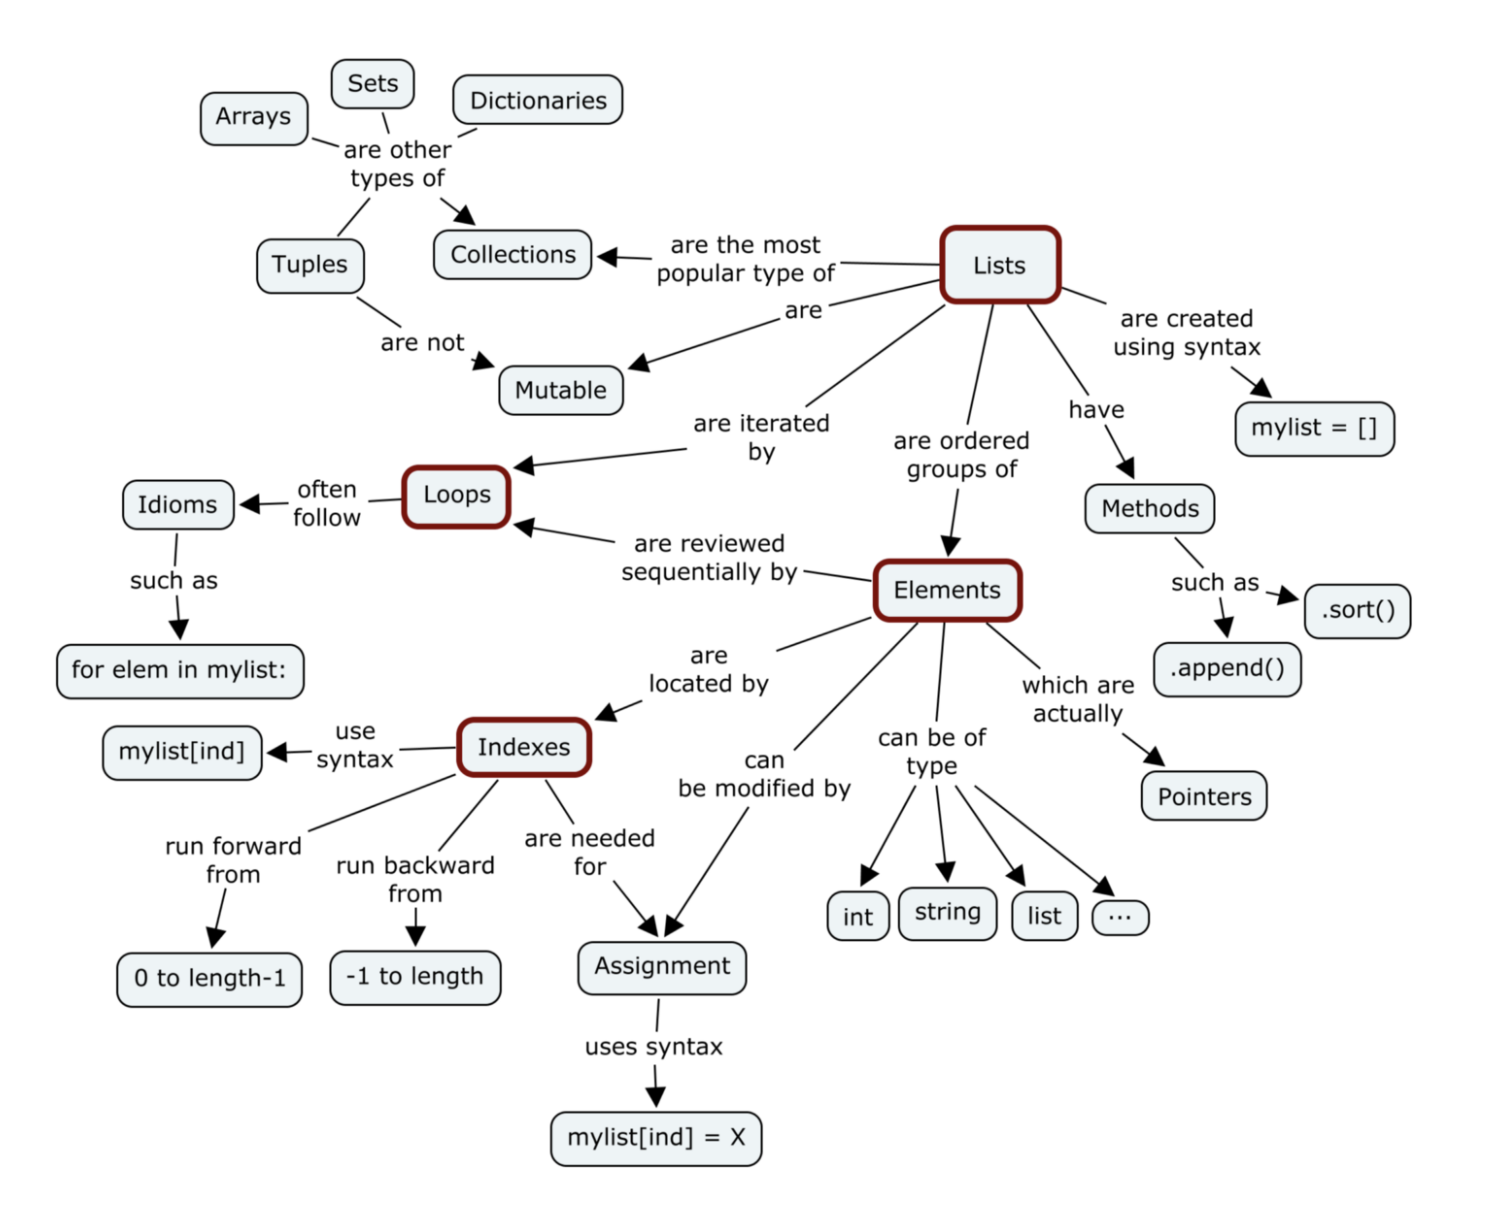 Sets
Arrays
Dictionaries
are other
types of
Tuples
Collections
are the most
popular type of
Lists
are
are not
Mutable
are created
using syntax
mylist = []
have
are iterated
by
are ordered
groups of
Methods
such as
.sort()
.append()
Loops
often
follow
Idioms
such as
for elem in mylist:
are reviewed
sequentially by
Elements
are
located by
which are
actually
Pointers
can be of
type
int
string
list
...
can
be modified by
Indexes
use
syntax
mylist[ind]
run forward
from
0 to length-1
run backward
from
-1 to length
are needed
for
Assignment
uses syntax
mylist[ind] = X